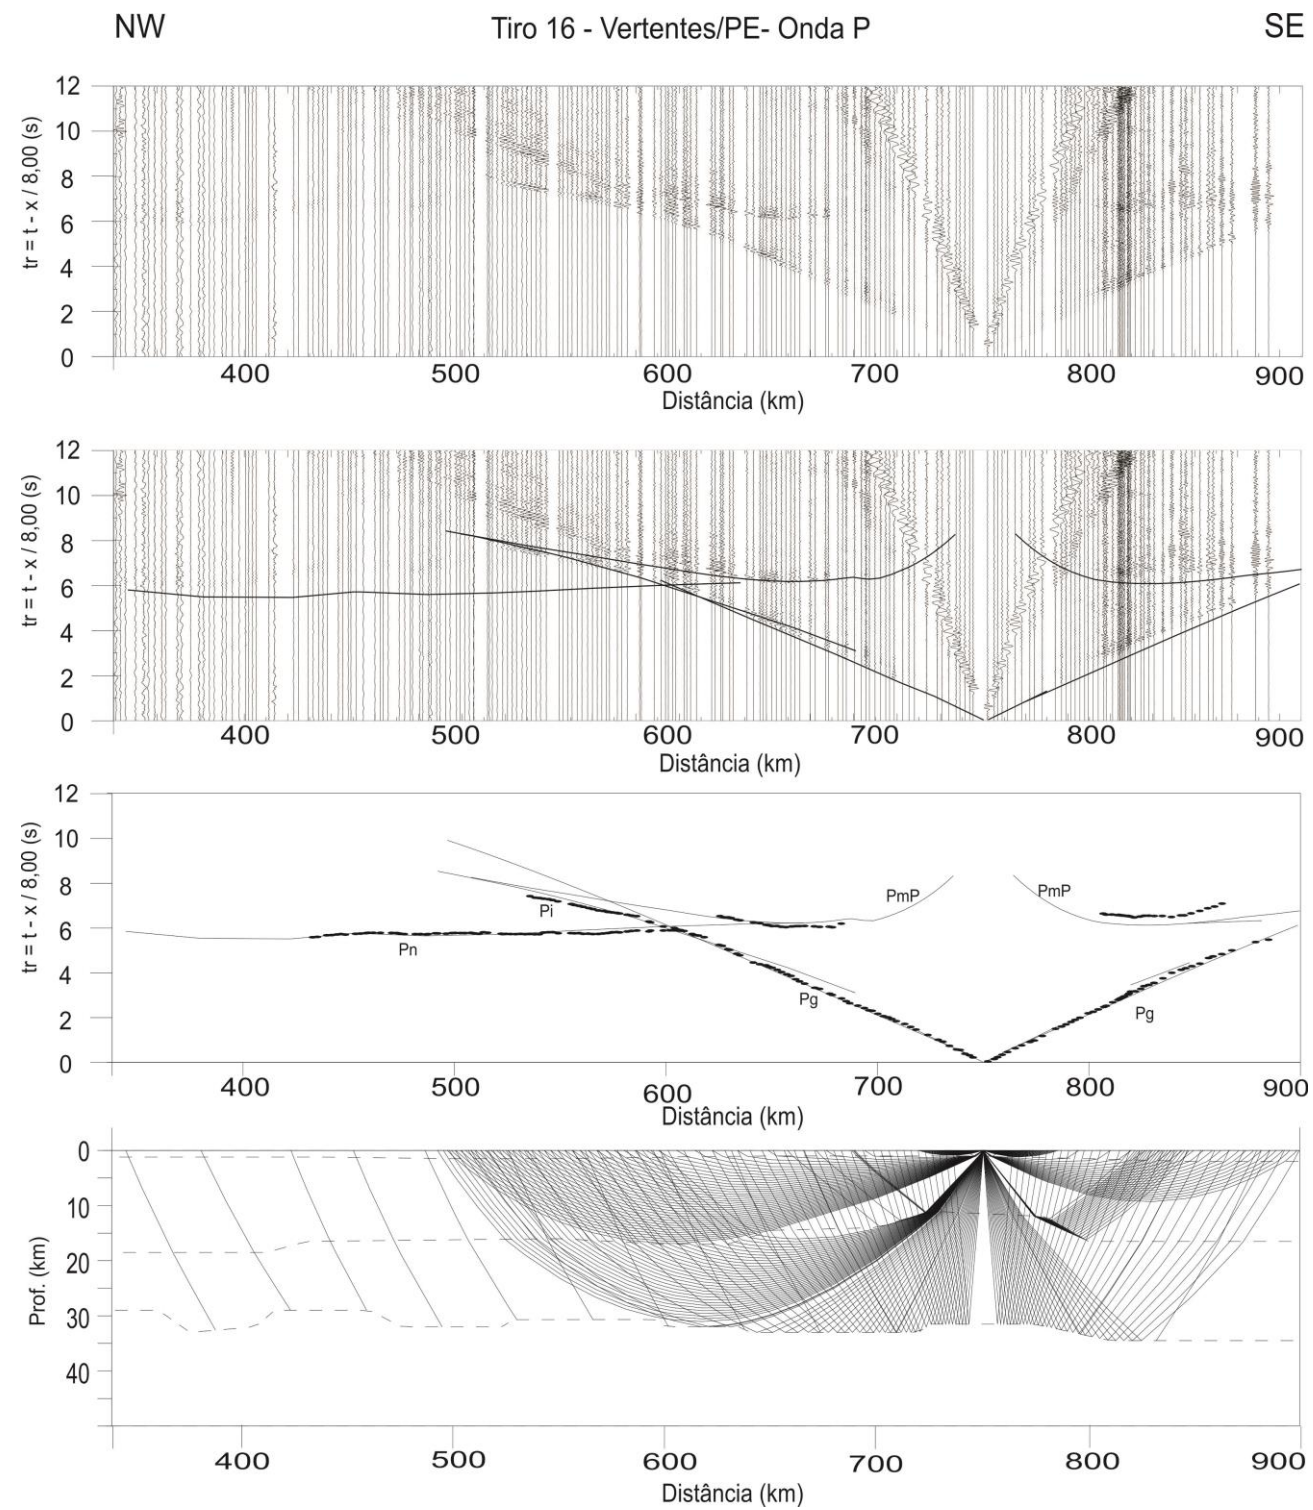 NW Tiro 16 - Vertentes/PE- Onda P SE
tr = t - x / 8,00 (s)
12
10
8
6
4
2
0
400 500 600 700 800 900
Distância (km)
tr = t - x / 8,00 (s)
12
10
8
6
4
2
0
400 500 600 700 800 900
Distância (km)
tr = t - x / 8,00 (s)
12
10
8
6
4
2
0
PmP PmP
Pi
Pn
Pg Pg
400 500 600 700 800 900
Distância (km)
Prof. (km)
0
10
20
30
40
400 500 600 700 800 900
Distância (km)